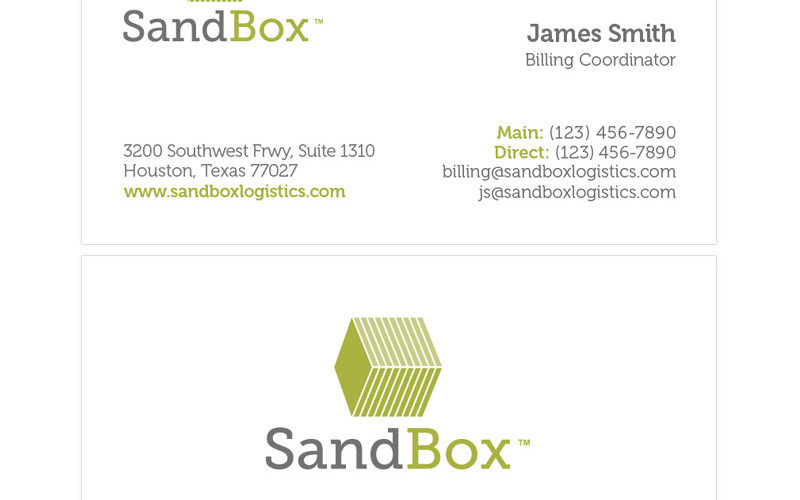 SandBox™
James Smith
Billing Coordinator
3200 Southwest Frwy, Suite 1310
Houston, Texas 77027
www.sandboxlogistics.com
Main: (123) 456-7890
Direct: (123) 456-7890
billing@sandboxlogistics.com
js@sandboxlogistics.com
SandBox™